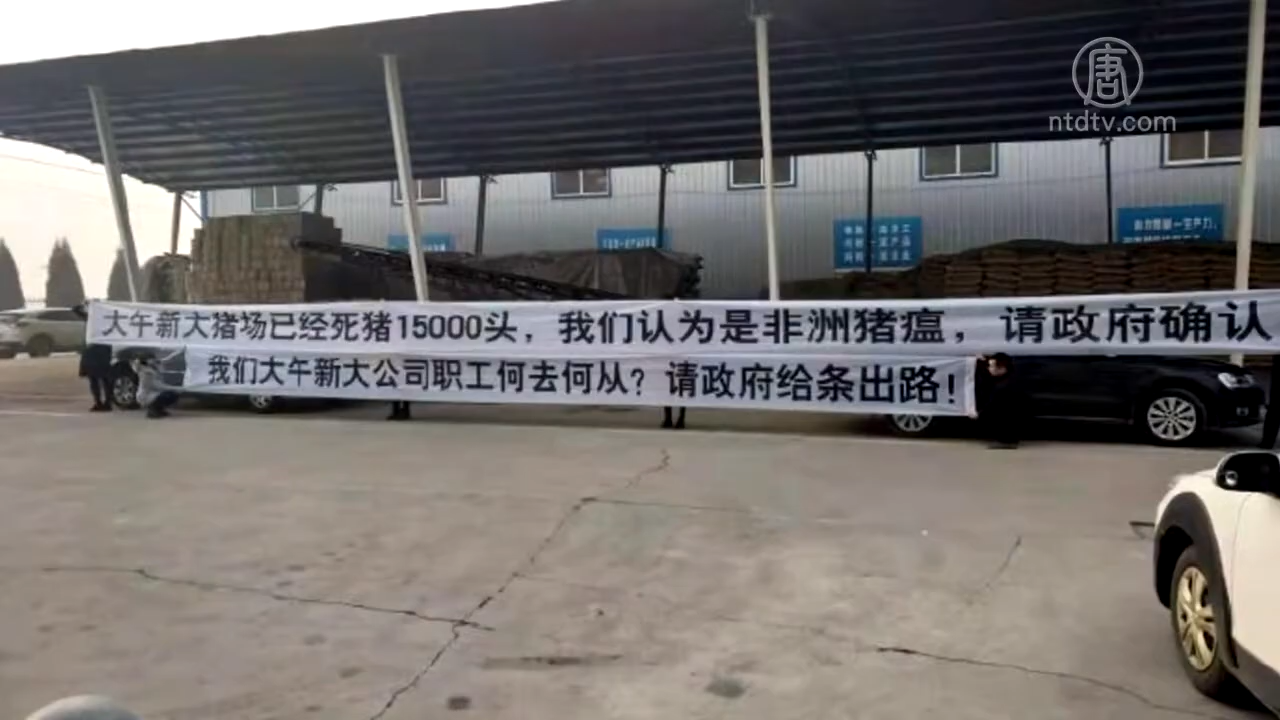 唐
ntdtv.com
大午新大猪场已经死猪15000头，我们认为是非洲猪瘟，请政府确认
我们大午新大公司职工何去何从？请政府给条出路！